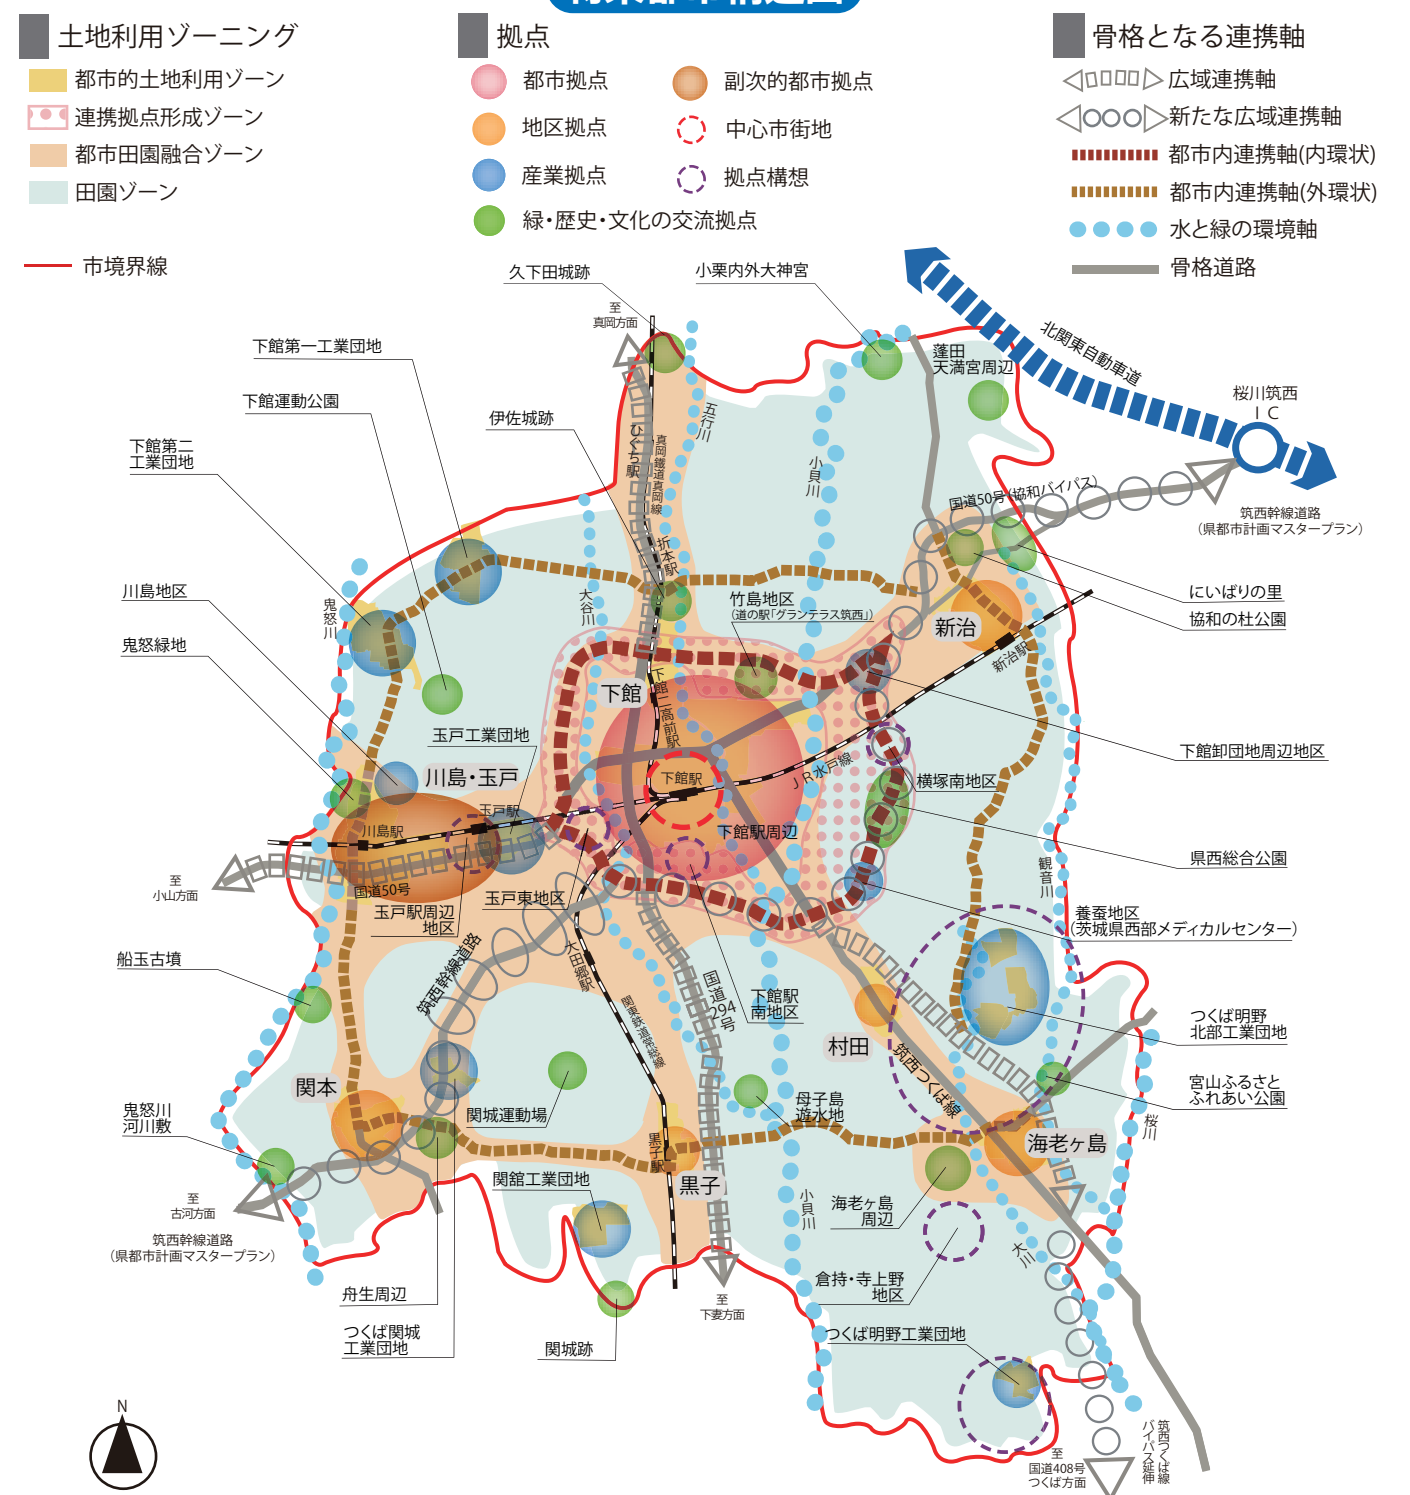 土地利用ゾーニング
都市的土地利用ゾーン
連携拠点形成ゾーン
都市田園融合ゾーン
田園ゾーン
市境界線
拠点
都市拠点
副次的都市拠点
地区拠点
中心市街地
産業拠点
拠点構想
緑・歴史・文化の交流拠点
骨格となる連携軸
広域連携軸
新たな広域連携軸
都市内連携軸(内環状)
都市内連携軸(外環状)
水と緑の環境軸
骨格道路
久下田城跡
小栗内外大神宮
至
真岡方面
下館第一工業団地
蓬田
天満宮周辺
北関東自動車道
桜川筑西
ＩＣ
下館運動公園
伊佐城跡
五行川
下館第二
工業団地
ひぐち駅
真岡鐵道真岡線
小貝川
国道50号(協和バイパス)
筑西幹線道路
（県都市計画マスタープラン）
折本駅
川島地区
鬼怒川
大谷川
竹島地区
（道の駅「グランテラス筑西」）
にいばりの里
協和の杜公園
新治
新治駅
鬼怒緑地
下館
下館二高前駅
玉戸工業団地
下館卸団地周辺地区
川島・玉戸
下館駅
ＪＲ水戸線
横塚南地区
玉戸駅
川島駅
下館駅周辺
県西総合公園
観音川
至
小山方面
国道50号
玉戸駅周辺
地区
玉戸東地区
養蚕地区
（茨城県西部メディカルセンター）
筑西幹線道路
大田郷駅
船玉古墳
国道294号
下館駅
南地区
関東鉄道常総線
つくば明野
北部工業団地
村田
筑西つくば線
関本
関城運動場
母子島
遊水地
宮山ふるさと
ふれあい公園
桜川
鬼怒川
河川敷
黒子駅
海老ヶ島
黒子
関舘工業団地
至
古河方面
小貝川
海老ヶ島
周辺
筑西幹線道路
（県都市計画マスタープラン）
大川
倉持・寺上野
地区
舟生周辺
至
下妻方面
つくば関城
工業団地
関城跡
つくば明野工業団地
N
至
国道408号
つくば方面
筑西つくば線
バイパス延伸